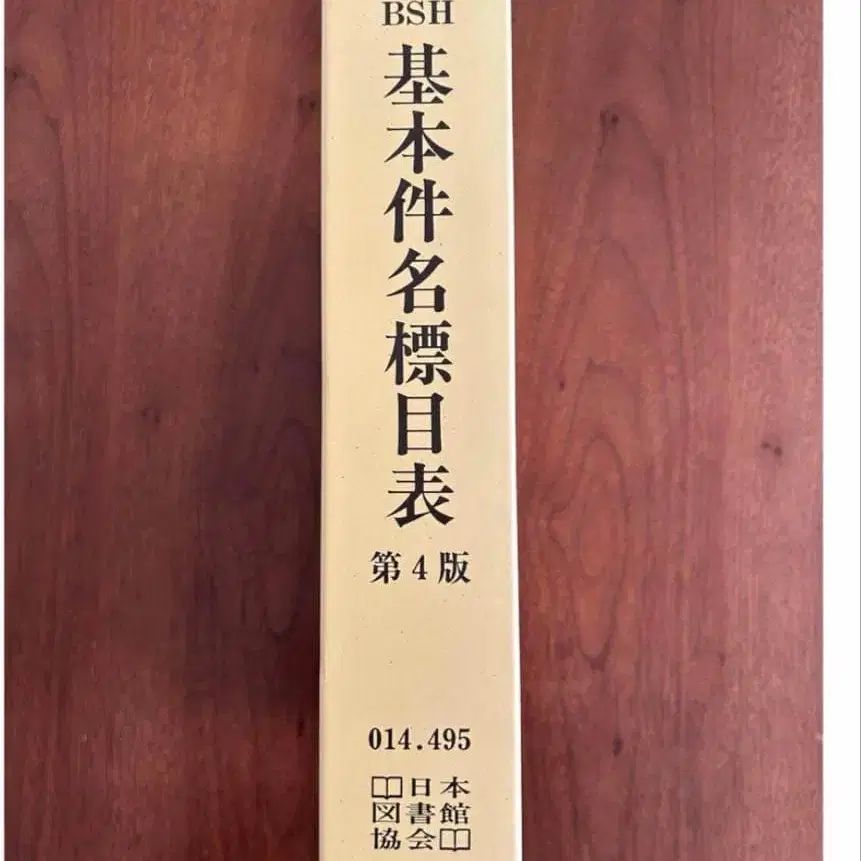 BSH
基本件名標目表
第4版
014.495
日本
図書館
協会